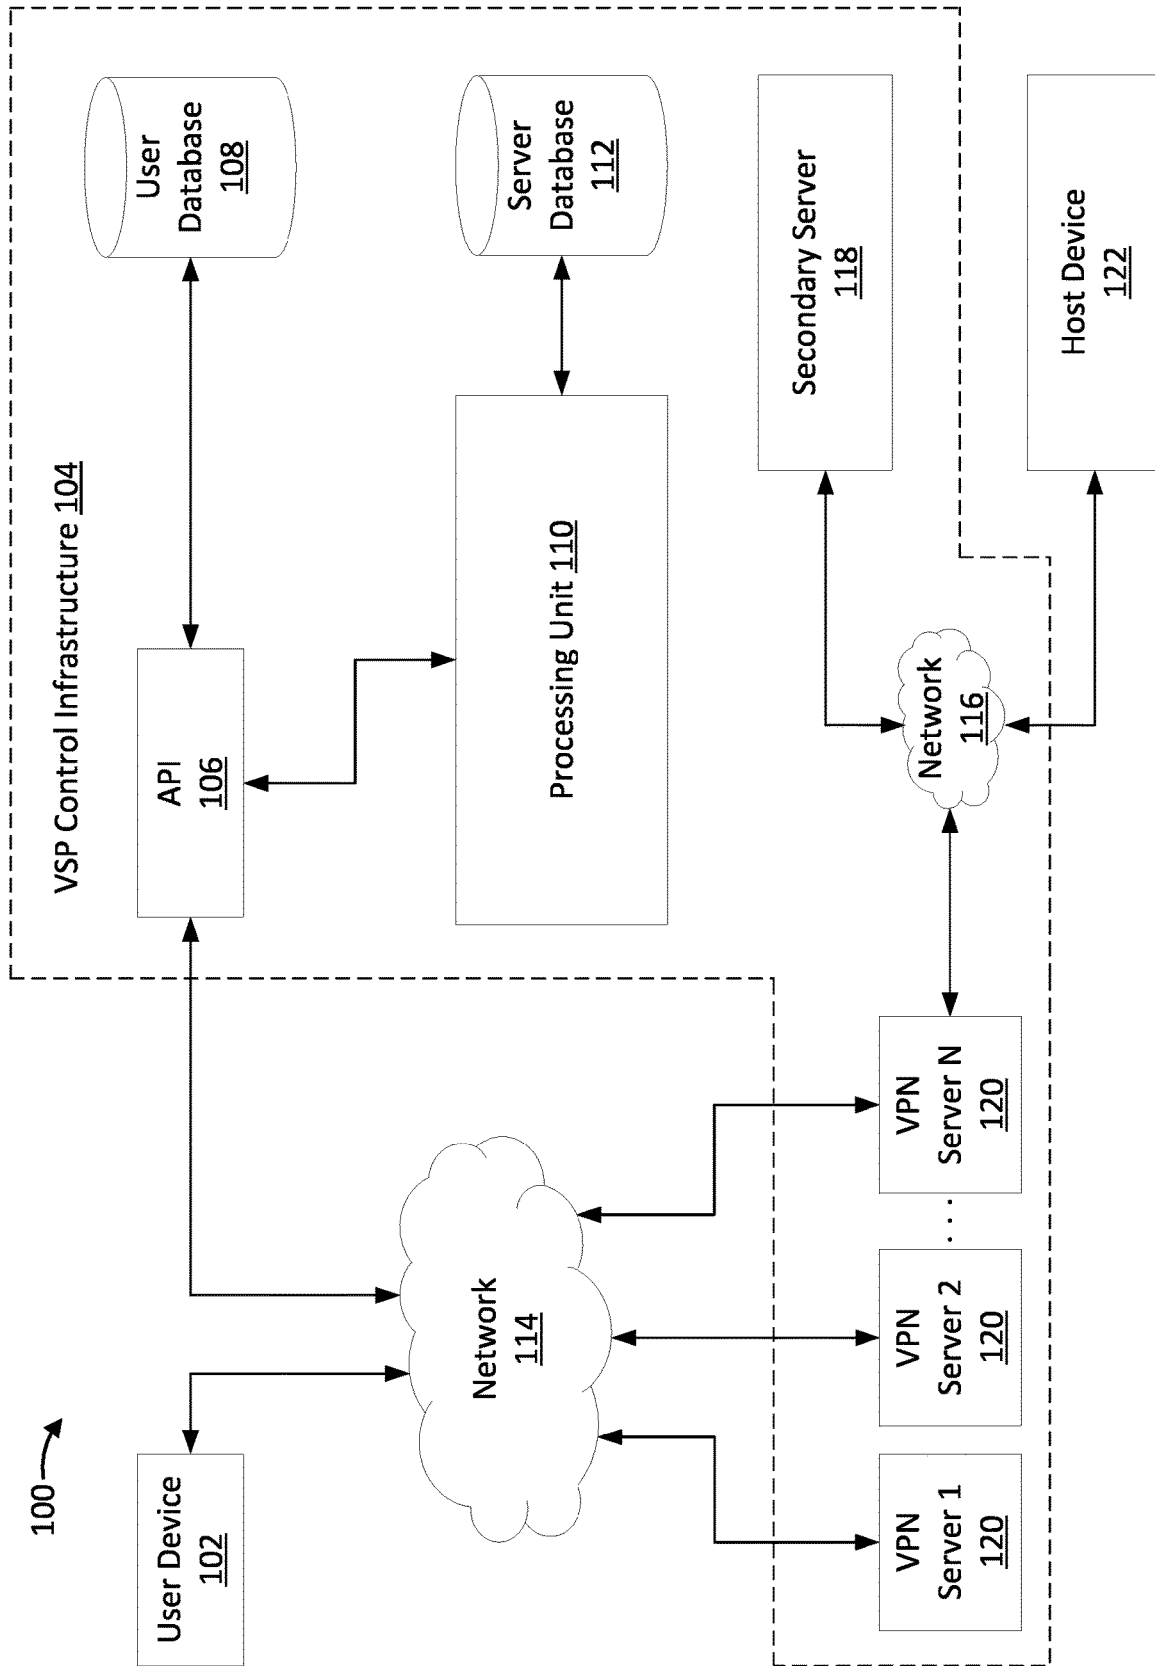 100
User Device
102
VSP Control Infrastructure 104
API
106
User
Database
108
Network
114
Processing Unit 110
Server
Database
112
VPN
Server 1
120
VPN
Server 2
120
. . .
VPN
Server N
120
Network
116
Secondary Server
118
Host Device
122